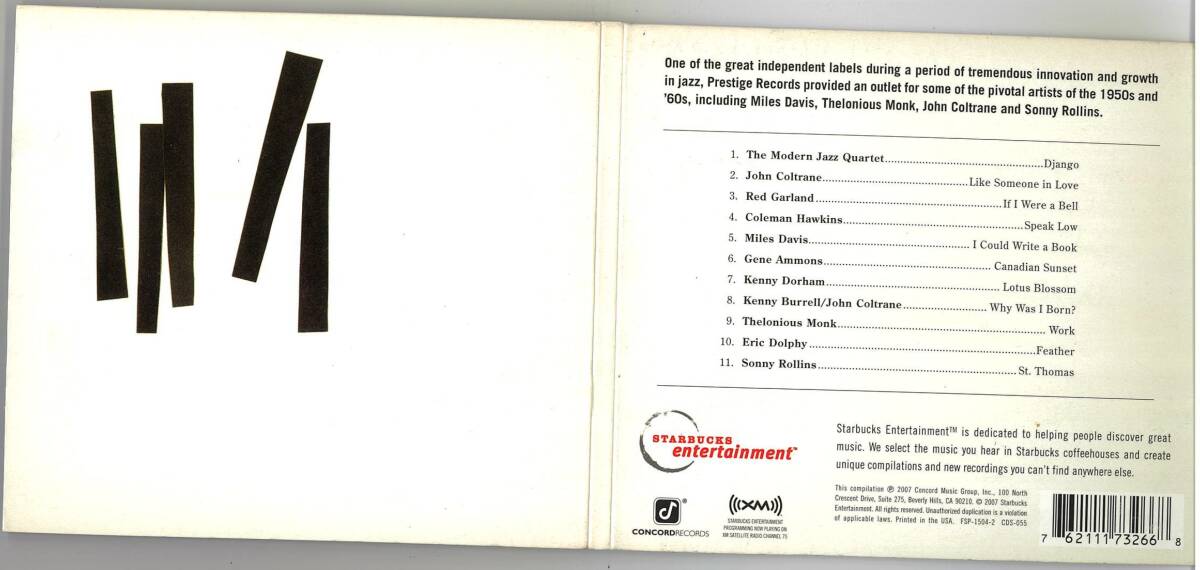 One of the great independent labels during a period of tremendous innovation and growth
in jazz, Prestige Records provided an outlet for some of the pivotal artists of the 1950s and
'60s, including Miles Davis, Thelonious Monk, John Coltrane and Sonny Rollins.
1. The Modern Jazz Quartet................Django
2. John Coltrane................Like Someone in Love
3. Red Garland................If I Were a Bell
4. Coleman Hawkins................Speak Low
5. Miles Davis................I Could Write a Book
6. Gene Ammons................Canadian Sunset
7. Kenny Dorham................Lotus Blossom
8. Kenny Burrell/John Coltrane................Why Was I Born?
9. Thelonious Monk................Work
10. Eric Dolphy................Feather
11. Sonny Rollins................St. Thomas
STARBUCKS
entertainment™
Starbucks Entertainment™ is dedicated to helping people discover great
music. We select the music you hear in Starbucks coffeehouses and create
unique compilations and new recordings you can't find anywhere else.
CONCORDRECORDS
®
((XM))
STARBUCKS ENTERTAINMENT
PROGRAMMING NOW PLAYING ON
XM SATELLITE RADIO CHANNEL 75
This compilation ℗ 2007 Concord Music Group, Inc., 100 North
Crescent Drive, Suite 275, Beverly Hills, CA 90210. © 2007 Starbucks
Entertainment. All rights reserved. Unauthorized duplication is a violation
of applicable laws. Printed in the USA. FSP-1504-2 CDS-055
7 62111 73266 8